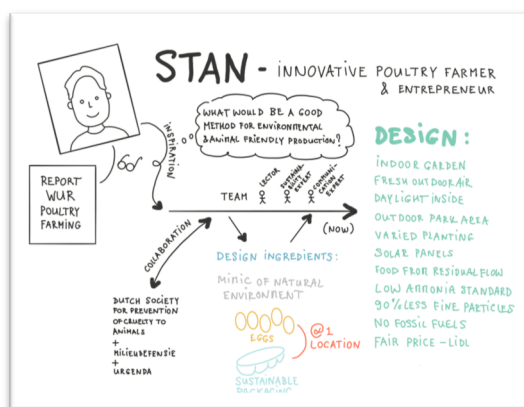 STAN - INNOVATIVE POULTRY FARMER
& ENTREPRENEUR
WHAT WOULD BE A GOOD
METHOD FOR ENVIRONMENTAL
& ANIMAL FRIENDLY PRODUCTION?
INSPIRATION
REPORT
WUR
POULTRY
FARMING
TEAM
LECTOR
SUSTAINABILITY
EXPERT
COMMUNICATION
EXPERT
(NOW)
COLLABORATION
DUTCH SOCIETY
FOR PREVENTION
OF CRUELTY TO
ANIMALS
+
MILIEUDEFENSIE
+
URGENDA
DESIGN INGREDIENTS:
MIMIC OF NATURAL
ENVIRONMENT
EGGS
@ 1
LOCATION
SUSTAINABLE
PACKAGING
DESIGN:
INDOOR GARDEN
FRESH OUTDOOR AIR
DAYLIGHT INSIDE
OUTDOOR PARK AREA
VARIED PLANTING
SOLAR PANELS
FOOD FROM RESIDUAL FLOW
LOW AMMONIA STANDARD
90% LESS FINE PARTICLES
NO FOSSIL FUELS
FAIR PRICE - LIDL